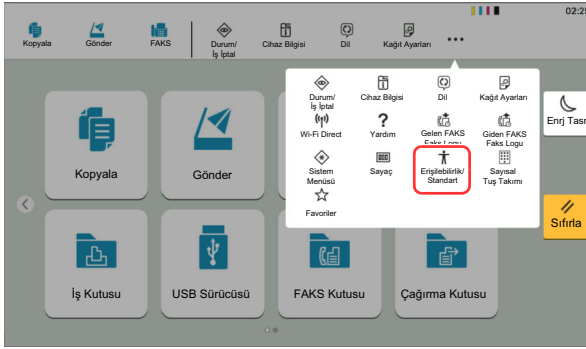 02:25
Kopyala
Gönder
FAKS
Durum/
İş İptal
Cihaz Bilgisi
Dil
Kağıt Ayarları
Durum/
İş İptal
Cihaz Bilgisi
Dil
Kağıt Ayarları
Wi-Fi Direct
Yardım
Gelen FAKS
Faks Logu
Giden FAKS
Faks Logu
Sistem
Menüsü
Sayaç
Erişilebilirlik/
Standart
Sayısal
Tuş Takımı
Favoriler
Kopyala
Gönder
Enrj Tasr
Sıfırla
İş Kutusu
USB Sürücüsü
FAKS Kutusu
Çağırma Kutusu